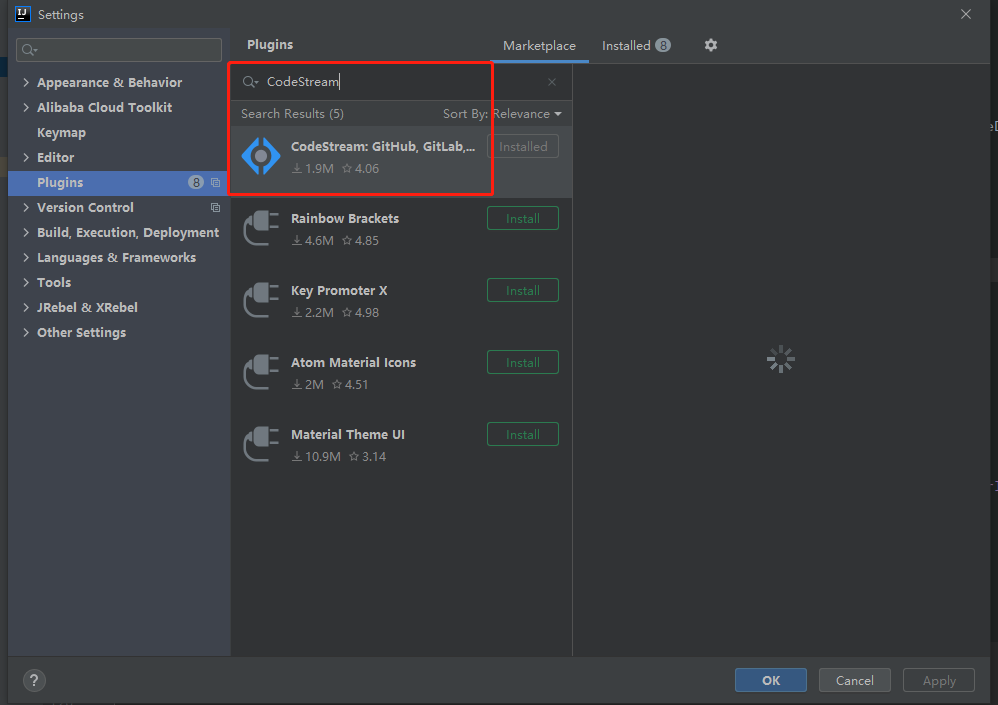 IJ
Settings
Plugins
Marketplace
Installed 8
CodeStream
Search Results (5)
Sort By: Relevance
Appearance & Behavior
Alibaba Cloud Toolkit
Keymap
Editor
Plugins 8
Version Control
Build, Execution, Deployment
Languages & Frameworks
Tools
JRebel & XRebel
Other Settings
CodeStream: GitHub, GitLab,...
Installed
1.9M 4.06
Rainbow Brackets
Install
4.6M 4.85
Key Promoter X
Install
2.2M 4.98
Atom Material Icons
Install
2M 4.51
Material Theme UI
Install
10.9M 3.14
?
OK
Cancel
Apply